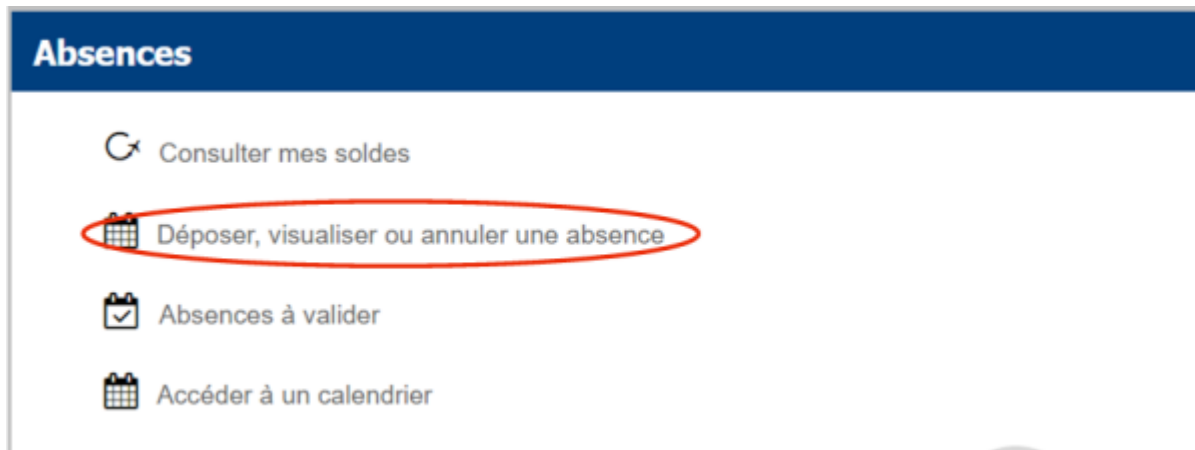 Absences
Consulter mes soldes
Déposer, visualiser ou annuler une absence
Absences à valider
Accéder à un calendrier